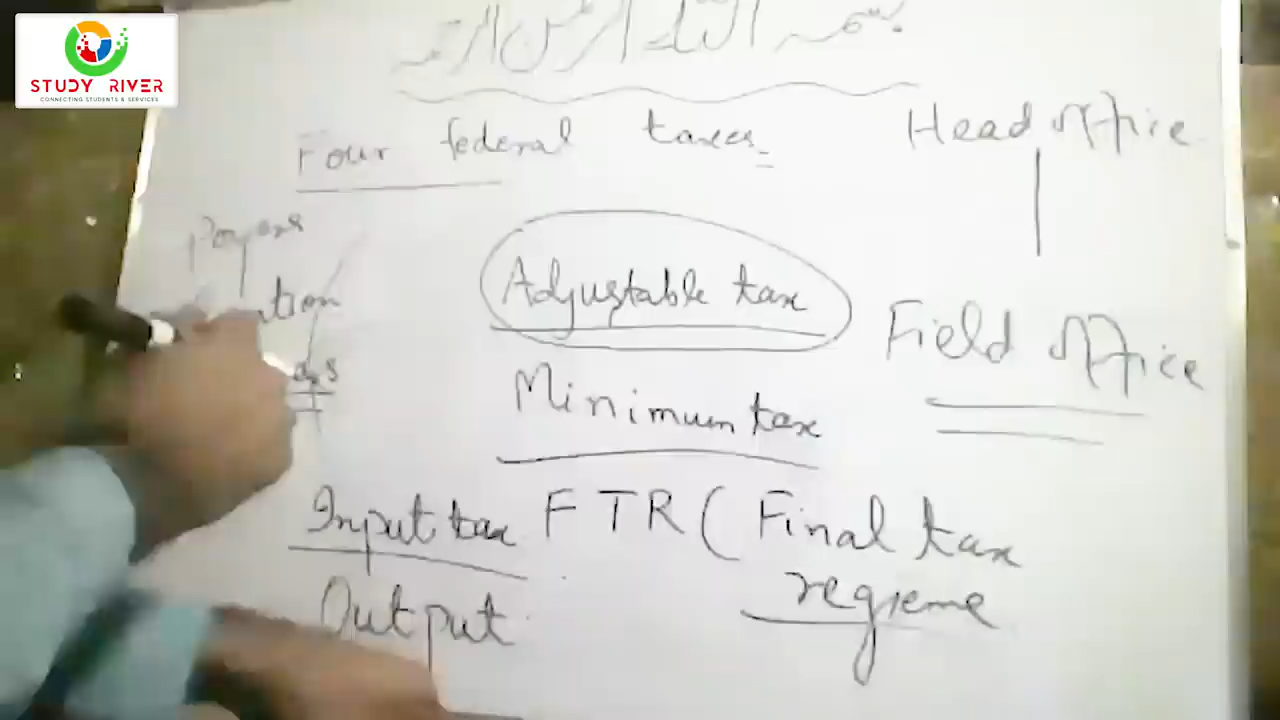 STUDY RIVER
CONNECTING STUDENTS & SERVICES
Four federal taxes
Head office
Adjustable tax
Field office
Minimum tax
Input tax
FTR (Final tax
regieme
Output